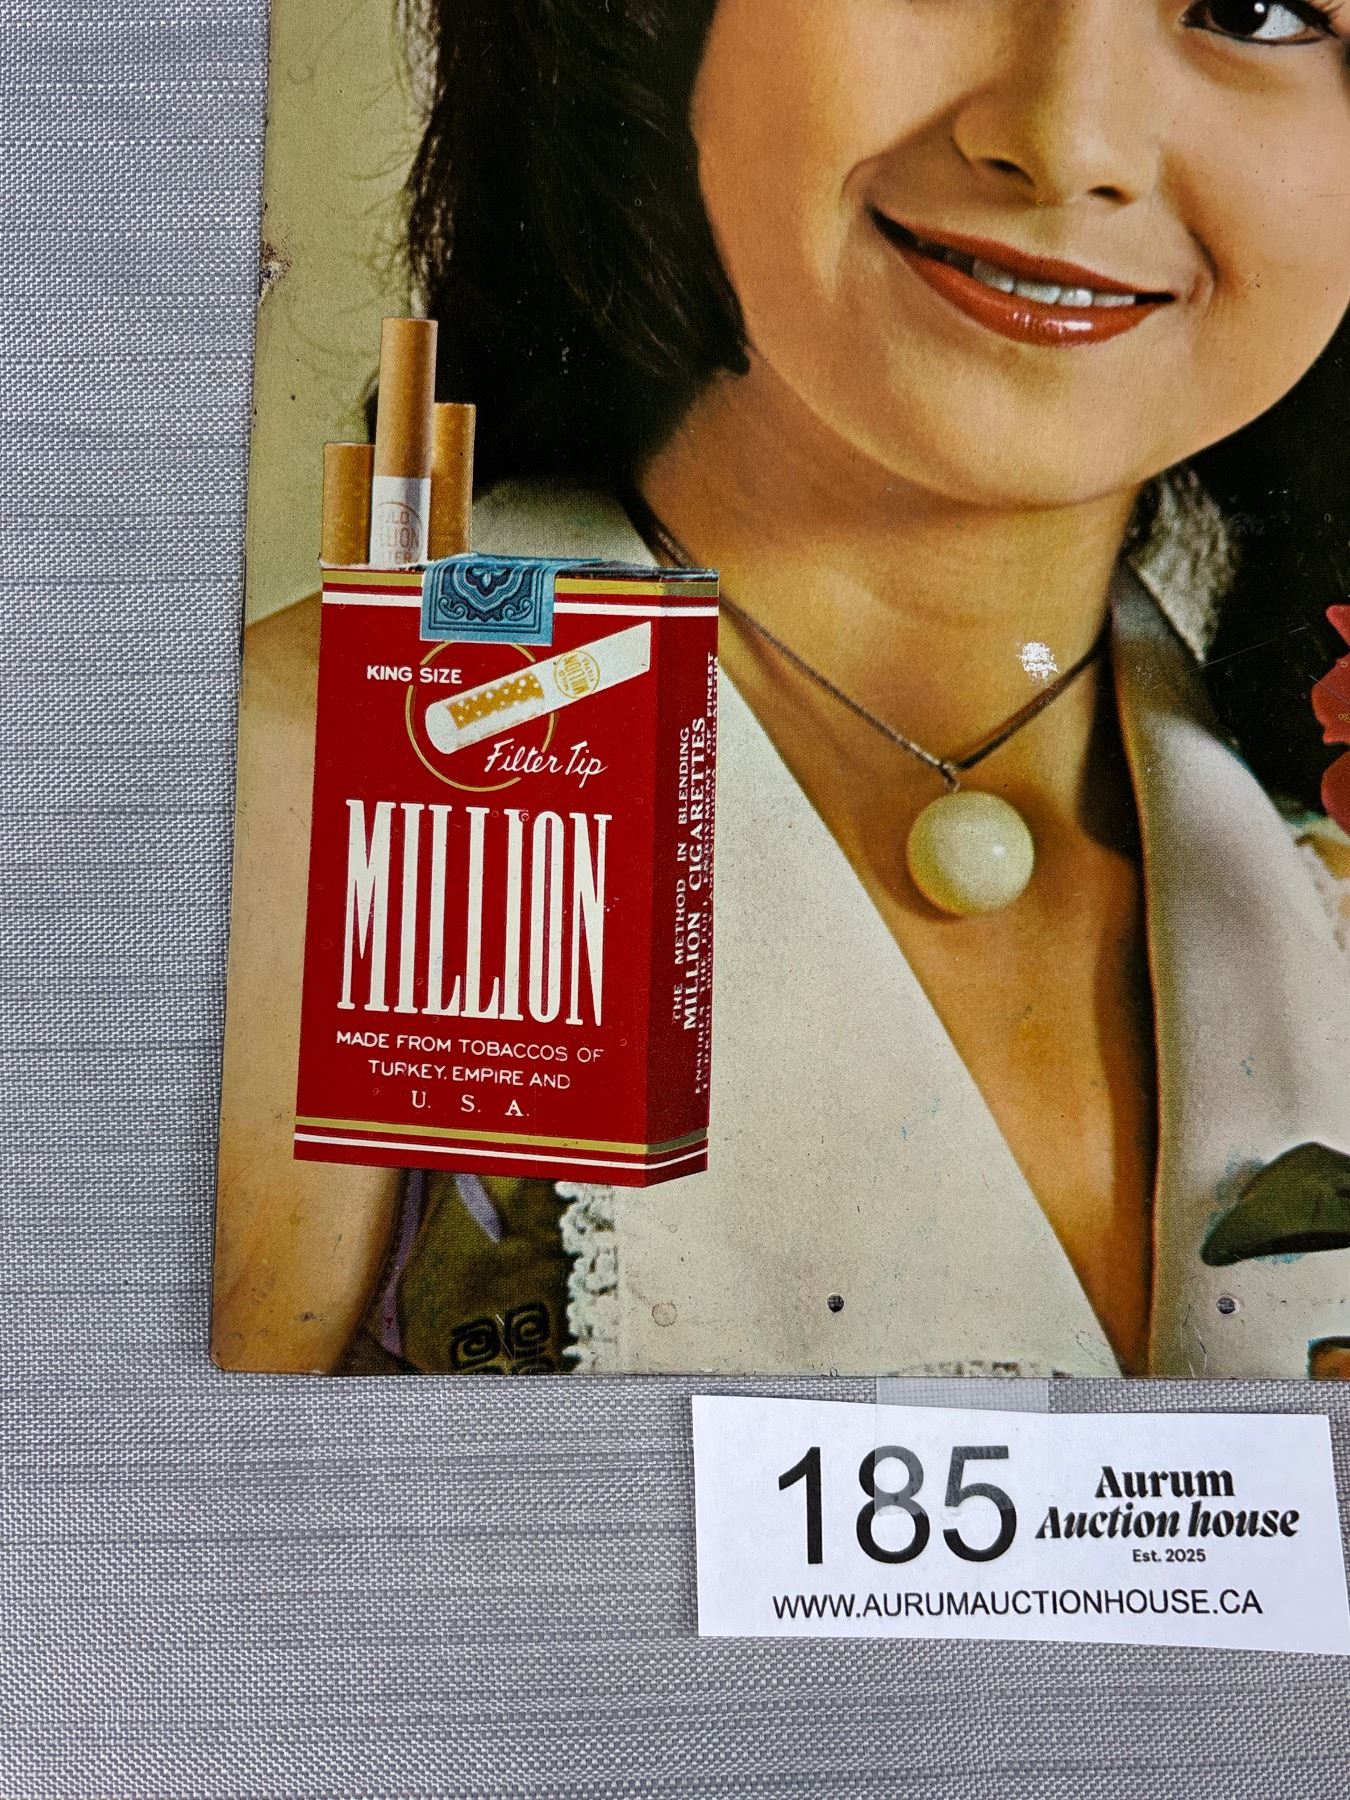 KING SIZE
Filter Tip
MILLION
MADE FROM TOBACCOS OF
TURKEY, EMPIRE AND
U. S. A.
THE METHOD IN BLENDING
MILLION CIGARETTES
185
Aurum
Auction house
Est. 2025
WWW.AURUMAUCTIONHOUSE.CA